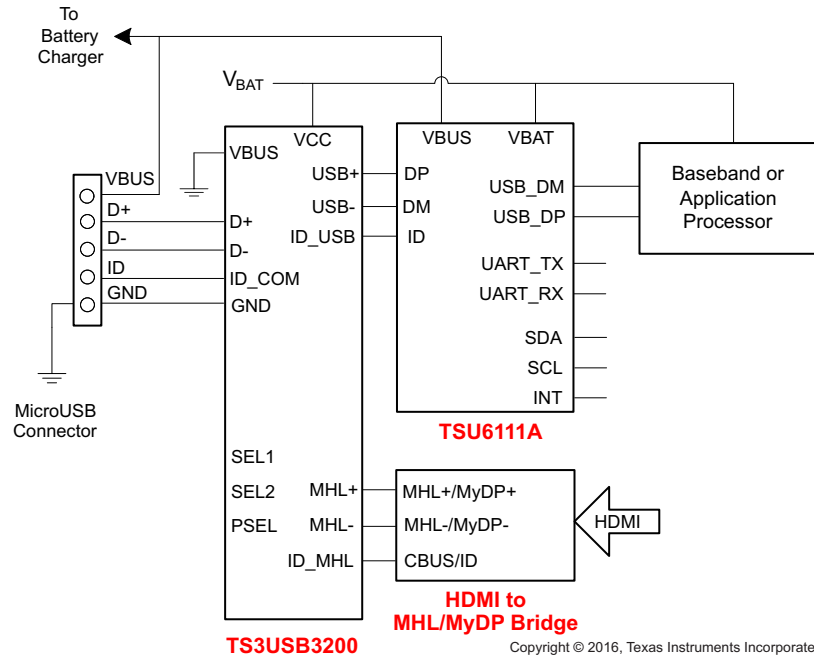 To
Battery
Charger
VBAT
VCC
VBUS
USB+
USB-
ID_USB
D+
D-
ID_COM
GND
SEL1
SEL2
PSEL
MHL+
MHL-
ID_MHL
TS3USB3200
VBUS
D+
D-
ID
GND
MicroUSB
Connector
VBUS
VBAT
DP
DM
ID
USB_DM
USB_DP
UART_TX
UART_RX
SDA
SCL
INT
TSU6111A
Baseband or
Application
Processor
MHL+/MyDP+
MHL-/MyDP-
CBUS/ID
HDMI
HDMI to
MHL/MyDP Bridge
Copyright © 2016, Texas Instruments Incorporate